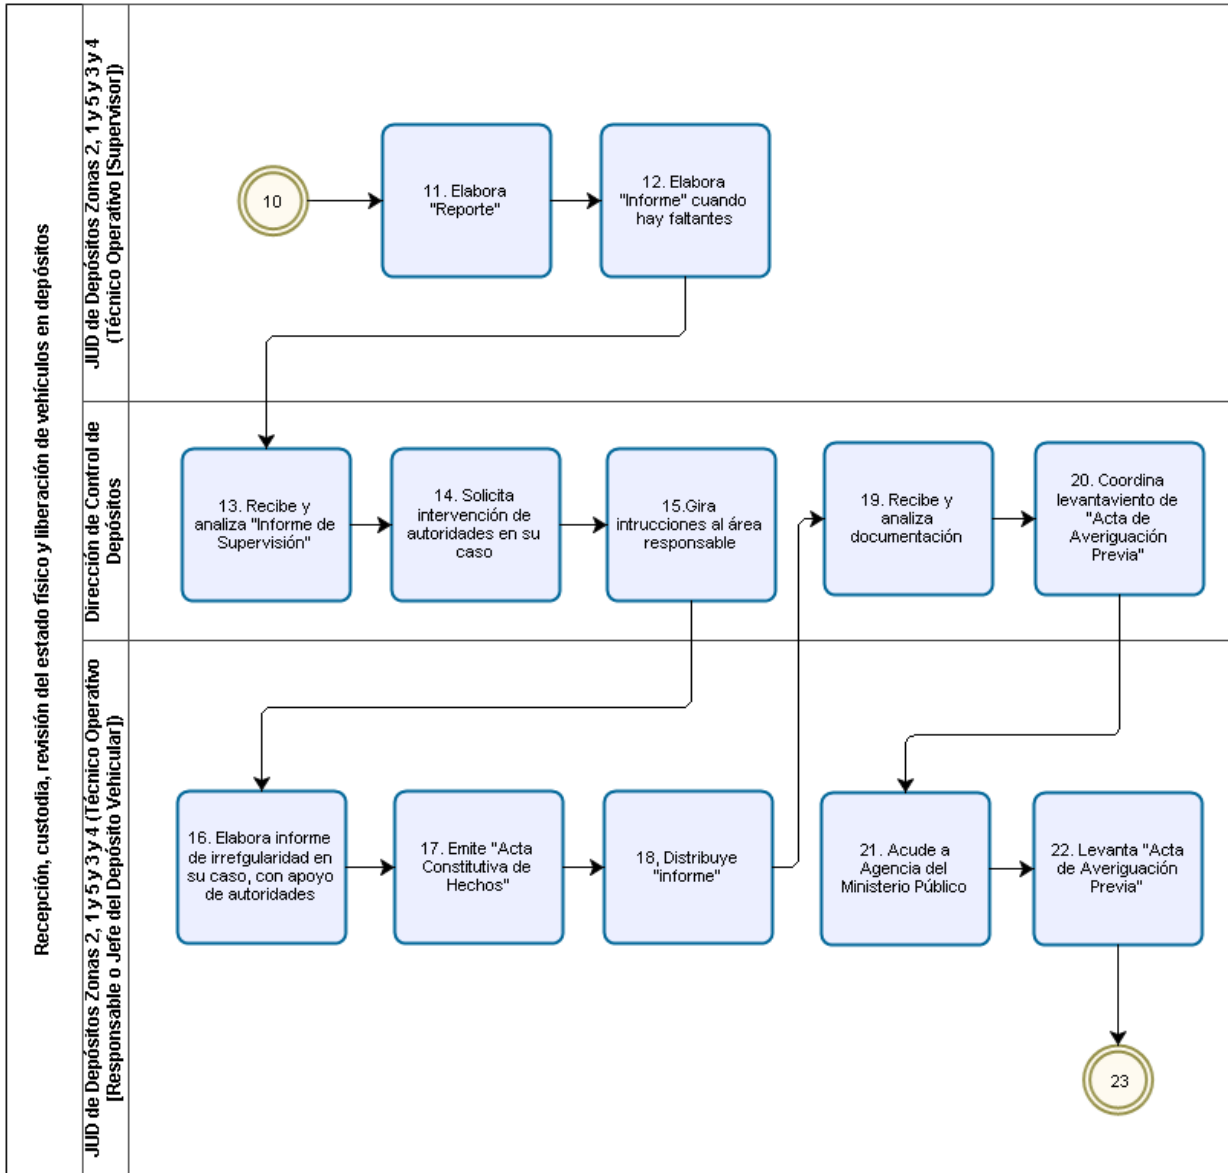 Recepción, custodia, revisión del estado físico y liberación de vehículos en depósitos
JUD de Depósitos Zonas 2, 1 y 5 y 3 y 4
(Técnico Operativo [Supervisor])
10
11. Elabora
"Reporte"
12. Elabora
"Informe" cuando
hay faltantes
Dirección de Control de
Depósitos
13. Recibe y
analiza "Informe de
Supervisión"
14. Solicita
intervención de
autoridades en su
caso
15.Gira
intrucciones al área
responsable
19. Recibe y
analiza
documentación
20. Coordina
levantaviento de
"Acta de
Averiguación
Previa"
JUD de Depósitos Zonas 2, 1 y 5 y 3 y 4 (Técnico Operativo
[Responsable o Jefe del Depósito Vehicular])
16. Elabora informe
de irrefgularidad en
su caso, con apoyo
de autoridades
17. Emite "Acta
Constitutiva de
Hechos"
18, Distribuye
"informe"
21. Acude a
Agencia del
Ministerio Público
22. Levanta "Acta
de Averiguación
Previa"
23